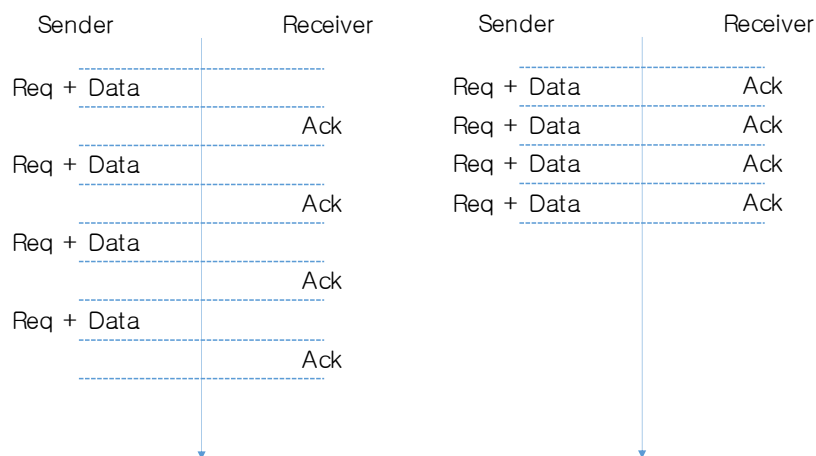 Sender Receiver
Req + Data
Ack
Req + Data
Ack
Req + Data
Ack
Req + Data
Ack
Sender Receiver
Req + Data Ack
Req + Data Ack
Req + Data Ack
Req + Data Ack